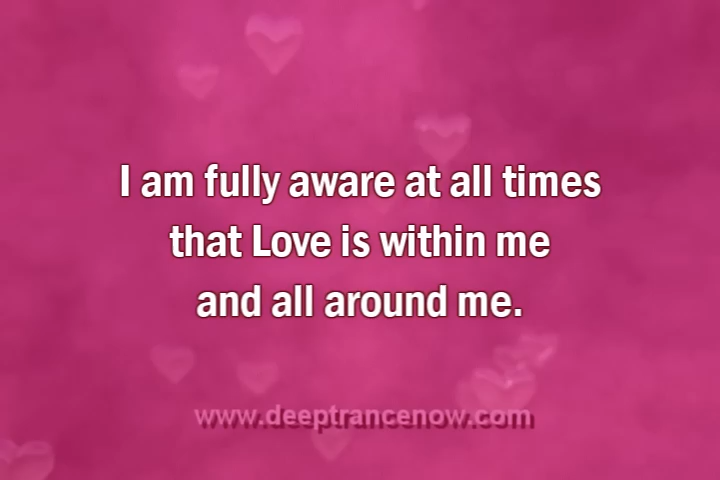 I am fully aware at all times
that Love is within me
and all around me.
www.deeptrancenow.com